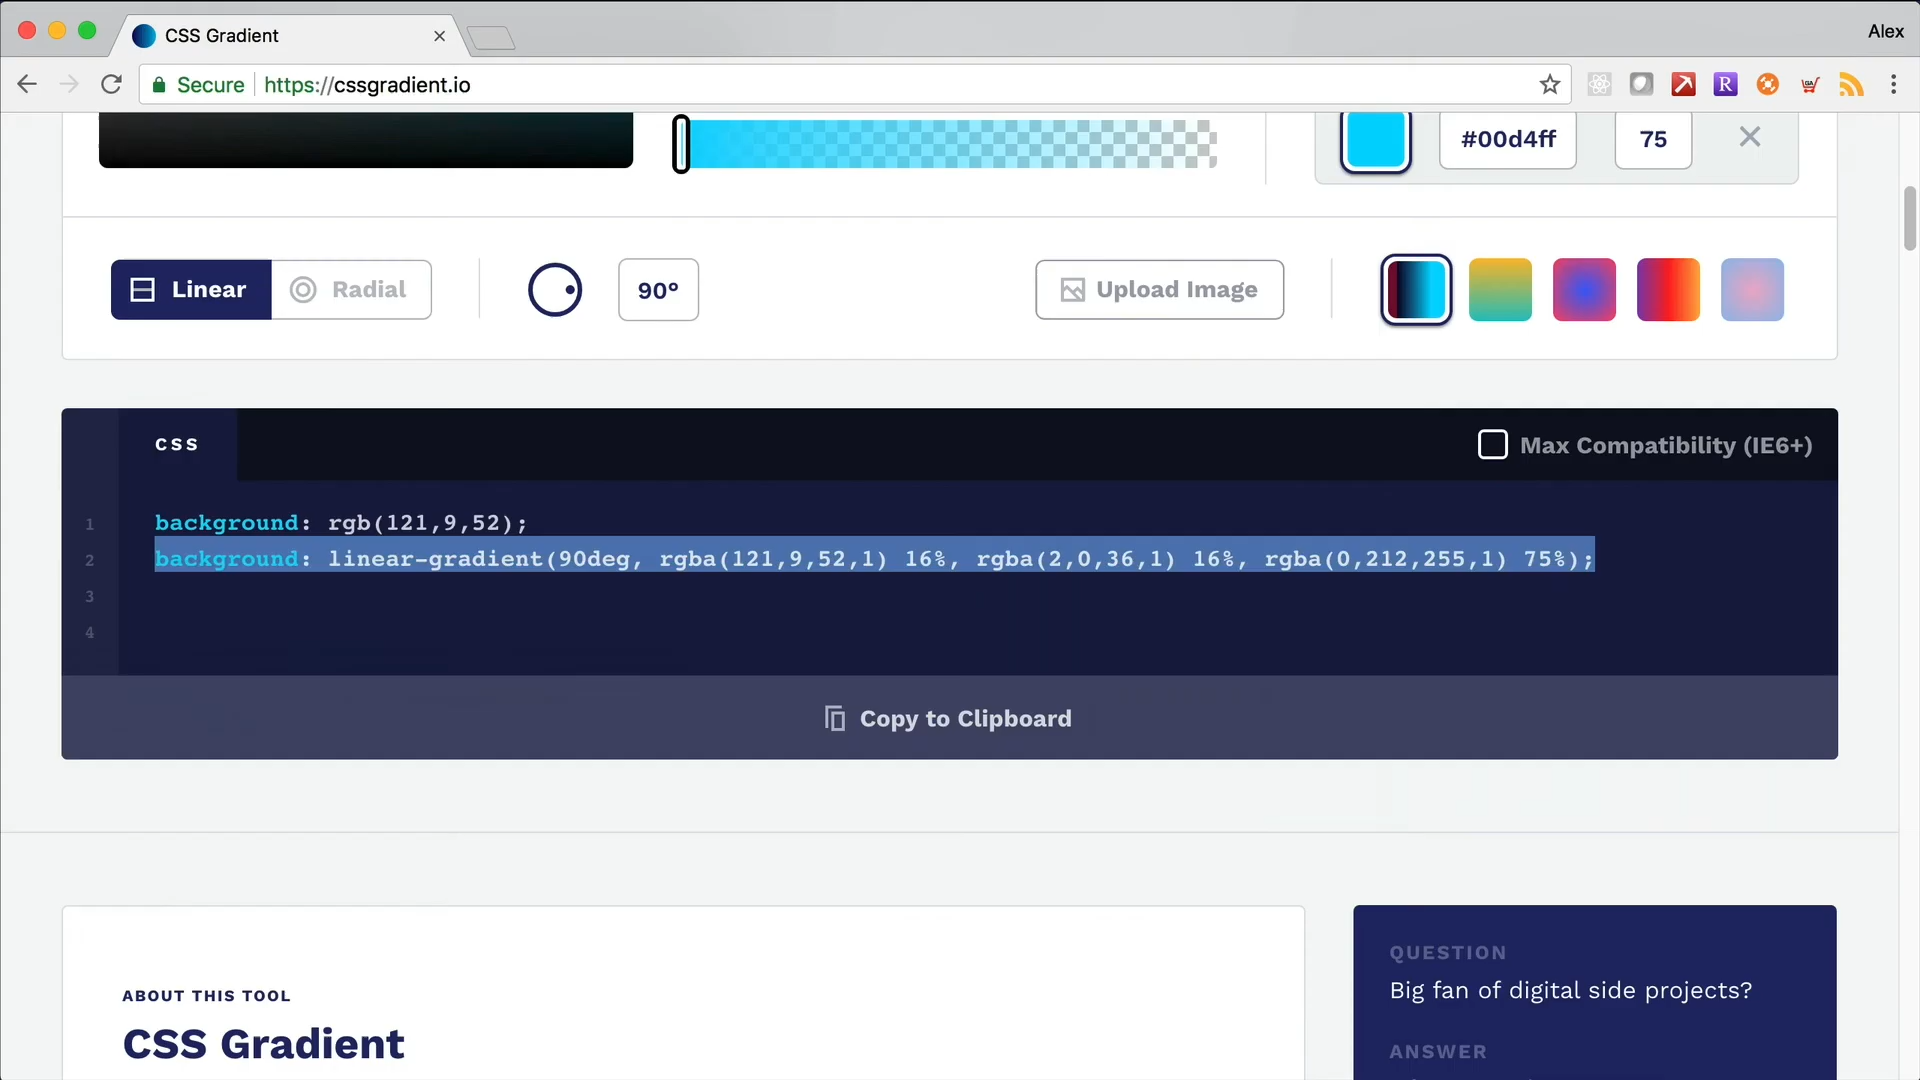 CSS Gradient
Alex
Secure
https://cssgradient.io
R
#00d4ff
75
Linear
Radial
90°
Upload Image
CSS
Max Compatibility (IE6+)
1 background: rgb(121,9,52);
2 background: linear-gradient(90deg, rgba(121,9,52,1) 16%, rgba(2,0,36,1) 16%, rgba(0,212,255,1) 75%);
3
4
Copy to Clipboard
ABOUT THIS TOOL
CSS Gradient
QUESTION
Big fan of digital side projects?
ANSWER